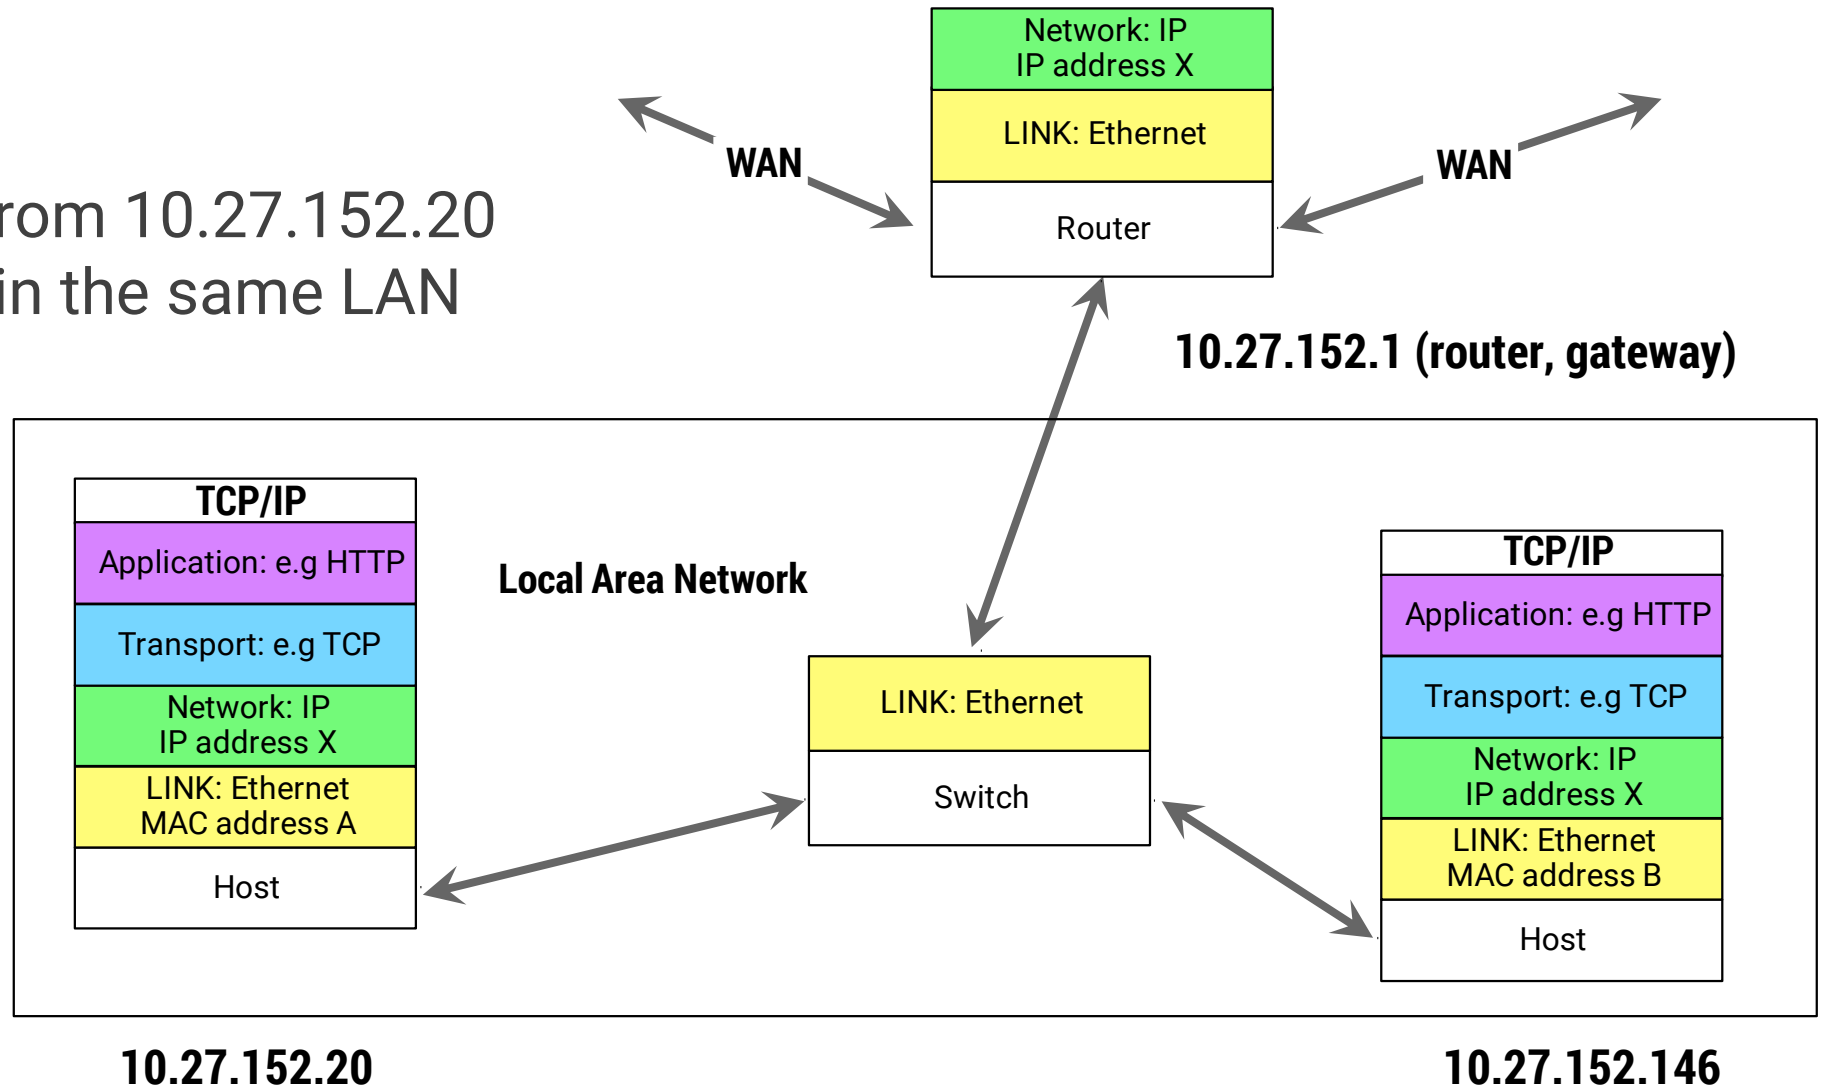 Network: IP
IP address X
LINK: Ethernet
Router
WAN
WAN
rom 10.27.152.20
in the same LAN
10.27.152.1 (router, gateway)
TCP/IP
Application: e.g HTTP
Transport: e.g TCP
Network: IP
IP address X
LINK: Ethernet
MAC address A
Host
Local Area Network
LINK: Ethernet
Switch
TCP/IP
Application: e.g HTTP
Transport: e.g TCP
Network: IP
IP address X
LINK: Ethernet
MAC address B
Host
10.27.152.20
10.27.152.146